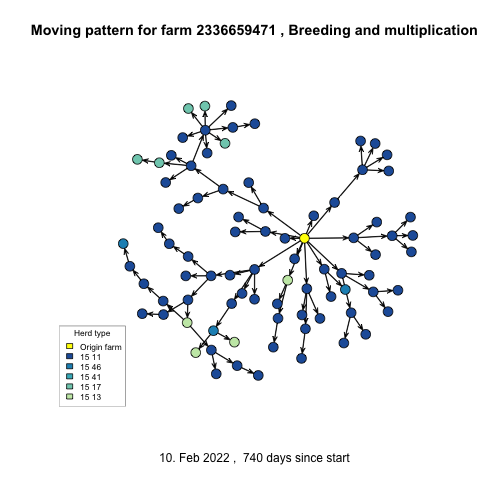 Moving pattern for farm 2336659471 , Breeding and multiplication
Herd type
Origin farm
15 11
15 46
15 41
15 17
15 13
10. Feb 2022 , 740 days since start